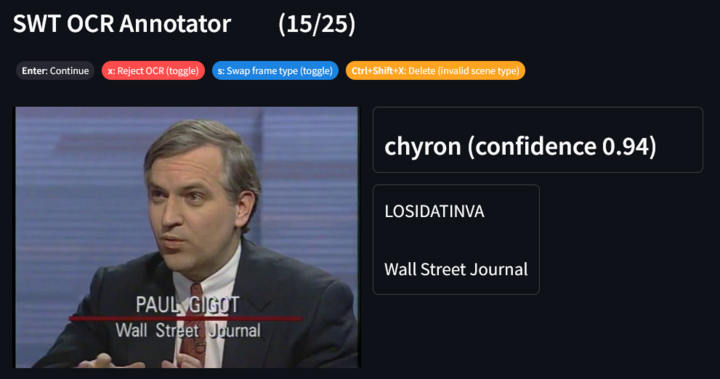 SWT OCR Annotator (15/25)
Enter: Continue
x: Reject OCR (toggle)
s: Swap frame type (toggle)
Ctrl+Shift+X: Delete (invalid scene type)
chyron (confidence 0.94)
LOSIDATINVA
Wall Street Journal
PAUL GIGOT
Wall Street Journal